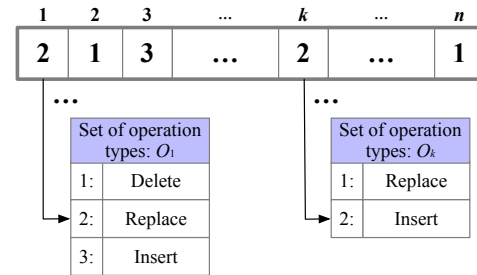 1 2 3 ... k ... n
2 1 3 ... 2 ... 1
... ...
Set of operation types: O1
1: Delete
2: Replace
3: Insert
Set of operation types: Ok
1: Replace
2: Insert